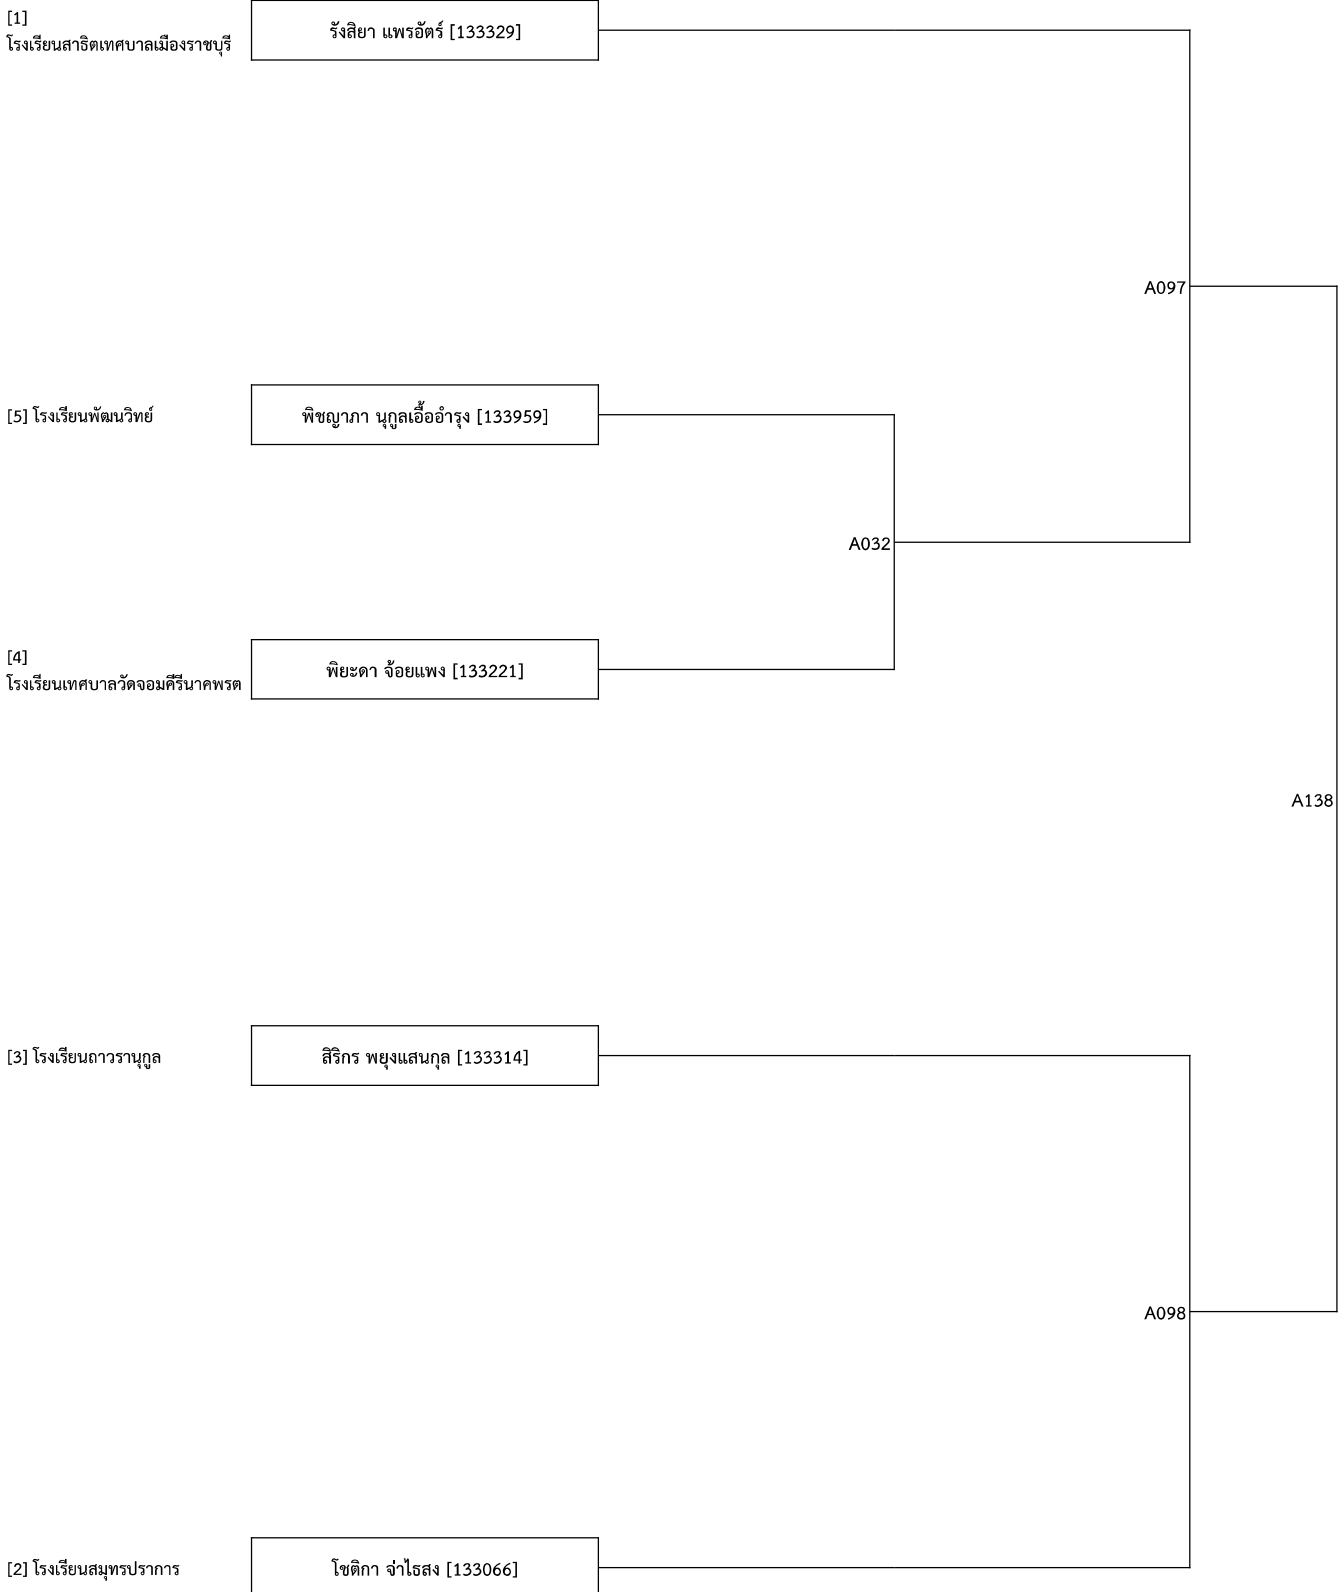 [1]
โรงเรียนสาธิตเทศบาลเมืองราชบุรี
รังสิยา แพรอัตร์ [133329]
A097
[5] โรงเรียนพัฒนวิทย์
พิชญาภา นุกูลเอื้ออำรุง [133959]
A032
[4]
โรงเรียนเทศบาลวัดจอมคีรีนาคพรต
พิยะดา จ้อยแพง [133221]
A138
[3] โรงเรียนถาวรานุกูล
สิริกร พยุงแสนกุล [133314]
A098
[2] โรงเรียนสมุทรปราการ
โชติกา จ่าไธสง [133066]